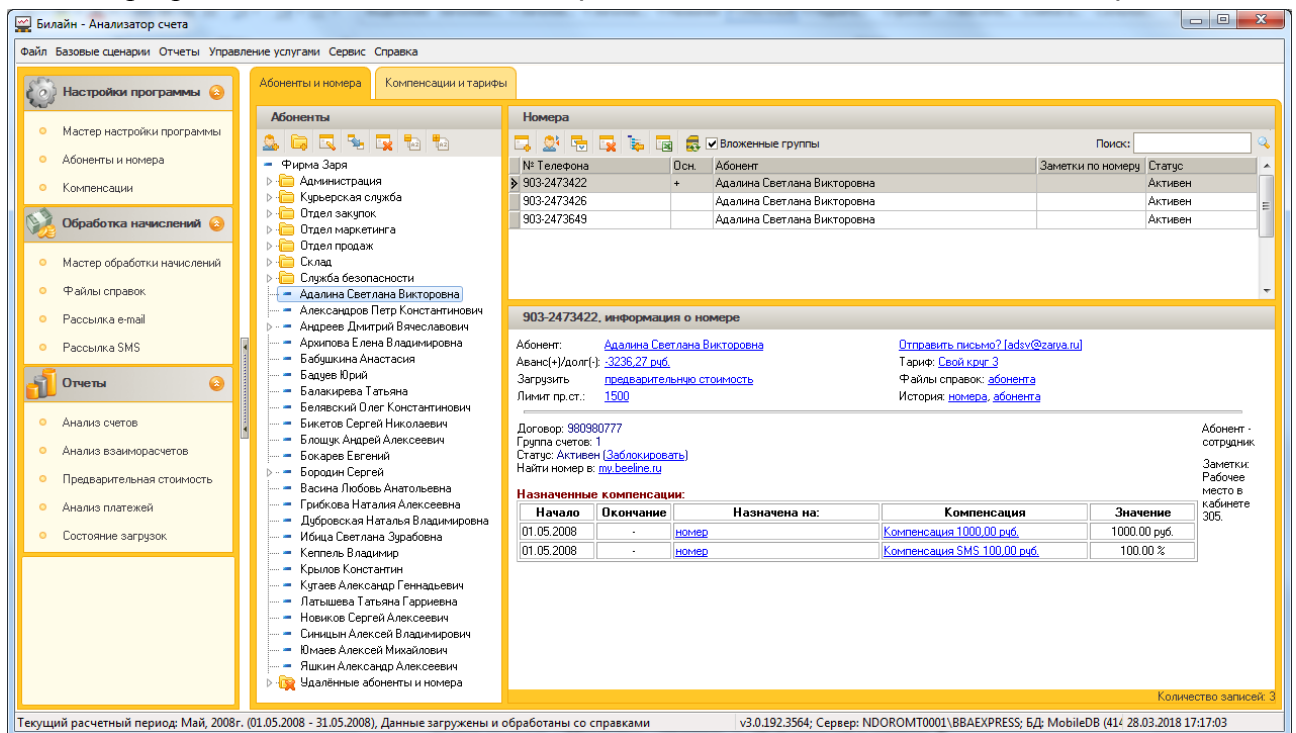 Билайн - Анализатор счета
Файл Базовые сценарии Отчеты Управление услугами Сервис Справка
Настройки программы
Мастер настройки программы
Абоненты и номера
Компенсации
Обработка начислений
Мастер обработки начислений
Файлы справок
Рассылка e-mail
Рассылка SMS
Отчеты
Анализ счетов
Анализ взаиморасчетов
Предварительная стоимость
Анализ платежей
Состояние загрузок
Абоненты и номера Компенсации и тарифы
Абоненты
Фирма Заря
Администрация
Курьерская служба
Отдел закупок
Отдел маркетинга
Отдел продаж
Склад
Служба безопасности
Адалина Светлана Викторовна
Александров Петр Константинович
Андреев Дмитрий Вячеславович
Архипова Елена Владимировна
Бабушкина Анастасия
Бадуев Юрий
Балакирева Татьяна
Белявский Олег Константинович
Бикетов Сергей Николаевич
Блощук Андрей Алексеевич
Бокарев Евгений
Бородин Сергей
Васина Любовь Анатольевна
Грибкова Наталия Алексеевна
Дубровская Наталья Владимировна
Ибица Светлана Зурабовна
Кеппель Владимир
Крылов Константин
Кутаев Александр Геннадьевич
Латышева Татьяна Гарриевна
Новиков Сергей Алексеевич
Синицын Алексей Владимирович
Юмаев Алексей Михайлович
Яшкин Александр Алексеевич
Удалённые абоненты и номера
Номера
Вложенные группы Поиск:
№ Телефона Осн. Абонент Заметки по номеру Статус
903-2473422 + Адалина Светлана Викторовна Активен
903-2473426 Адалина Светлана Викторовна Активен
903-2473649 Адалина Светлана Викторовна Активен
903-2473422, информация о номере
Абонент: Адалина Светлана Викторовна Отправить письмо? [adsv@zarya.ru]
Аванс(+)/долг(-): -3236,27 руб. Тариф: Свой круг 3
Загрузить предварительную стоимость Файлы справок: абонента
Лимит пр.ст.: 1500 История: номера, абонента
Договор: 980980777
Группа счетов: 1
Статус: Активен (Заблокировать)
Найти номер в: my.beeline.ru
Абонент -
сотрудник
Заметки:
Рабочее
место в
кабинете
305.
Назначенные компенсации:
Начало Окончание Назначена на: Компенсация Значение
01.05.2008 - номер Компенсация 1000,00 руб. 1000.00 руб.
01.05.2008 - номер Компенсация SMS 100,00 руб. 100.00 %
Количество записей: 3
Текущий расчетный период: Май, 2008г. (01.05.2008 - 31.05.2008), Данные загружены и обработаны со справками v3.0.192.3564; Сервер: NDOROMT0001\BBAEXPRESS; БД: MobileDB (414 28.03.2018 17:17:03